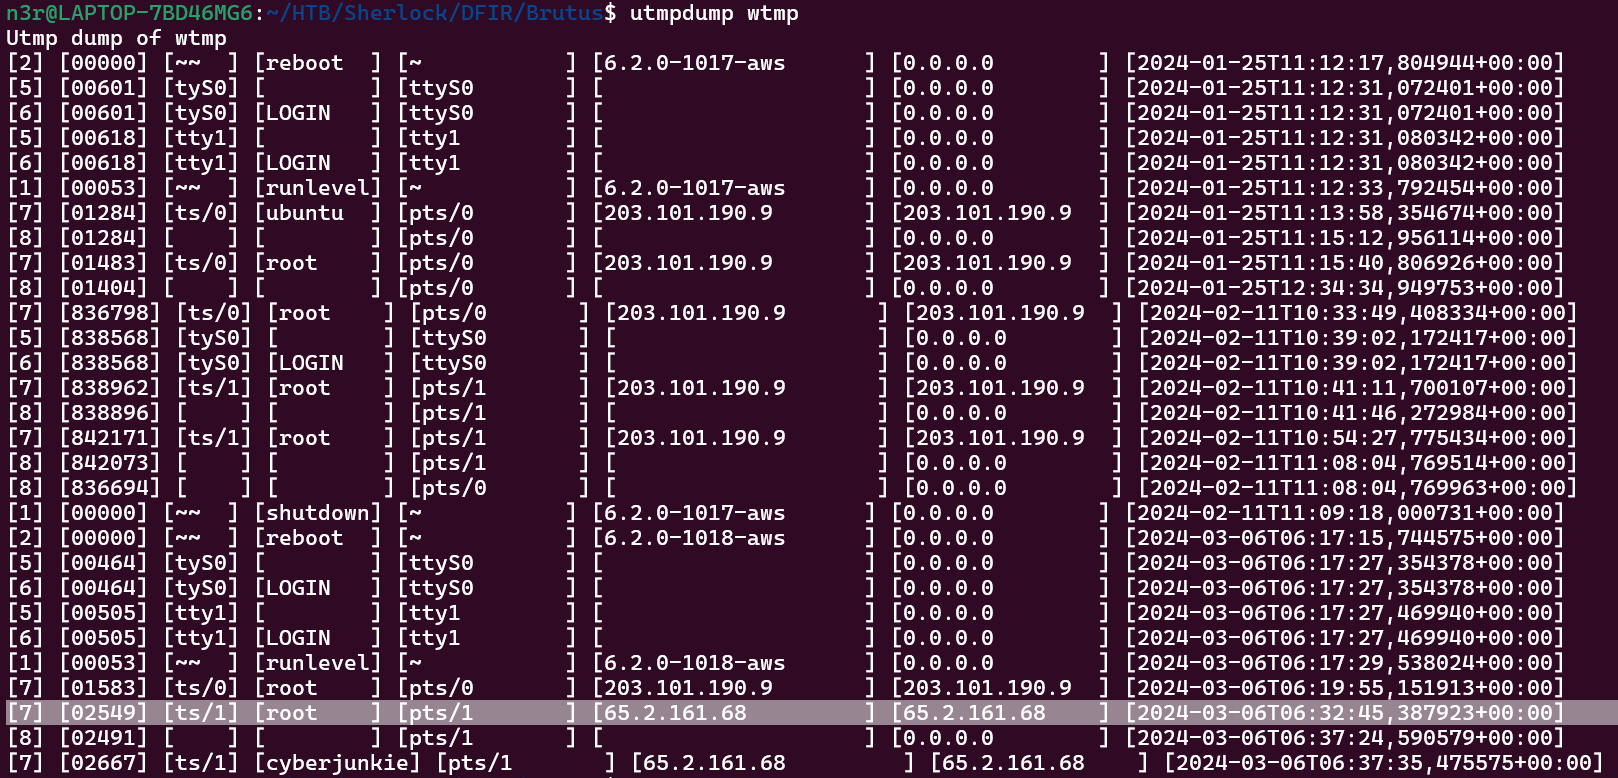 n3r@LAPTOP-7BD46MG6:~/HTB/Sherlock/DFIR/Brutus$ utmpdump wtmp
Utmp dump of wtmp
[2] [00000] [~~  ] [reboot  ] [~           ] [6.2.0-1017-aws      ] [0.0.0.0        ] [2024-01-25T11:12:17,804944+00:00]
[5] [00601] [tyS0] [        ] [ttyS0       ] [                    ] [0.0.0.0        ] [2024-01-25T11:12:31,072401+00:00]
[6] [00601] [tyS0] [LOGIN   ] [ttyS0       ] [                    ] [0.0.0.0        ] [2024-01-25T11:12:31,072401+00:00]
[5] [00618] [tty1] [        ] [tty1        ] [                    ] [0.0.0.0        ] [2024-01-25T11:12:31,080342+00:00]
[6] [00618] [tty1] [LOGIN   ] [tty1        ] [                    ] [0.0.0.0        ] [2024-01-25T11:12:31,080342+00:00]
[1] [00053] [~~  ] [runlevel] [~           ] [6.2.0-1017-aws      ] [0.0.0.0        ] [2024-01-25T11:12:33,792454+00:00]
[7] [01284] [ts/0] [ubuntu  ] [pts/0       ] [203.101.190.9       ] [203.101.190.9  ] [2024-01-25T11:13:58,354674+00:00]
[8] [01284] [    ] [        ] [pts/0       ] [                    ] [0.0.0.0        ] [2024-01-25T11:15:12,956114+00:00]
[7] [01483] [ts/0] [root    ] [pts/0       ] [203.101.190.9       ] [203.101.190.9  ] [2024-01-25T11:15:40,806926+00:00]
[8] [01404] [    ] [        ] [pts/0       ] [                    ] [0.0.0.0        ] [2024-01-25T12:34:34,949753+00:00]
[7] [836798] [ts/0] [root    ] [pts/0       ] [203.101.190.9       ] [203.101.190.9  ] [2024-02-11T10:33:49,408334+00:00]
[5] [838568] [tyS0] [        ] [ttyS0       ] [                    ] [0.0.0.0        ] [2024-02-11T10:39:02,172417+00:00]
[6] [838568] [tyS0] [LOGIN   ] [ttyS0       ] [                    ] [0.0.0.0        ] [2024-02-11T10:39:02,172417+00:00]
[7] [838962] [ts/1] [root    ] [pts/1       ] [203.101.190.9       ] [203.101.190.9  ] [2024-02-11T10:41:11,700107+00:00]
[8] [838896] [    ] [        ] [pts/1       ] [                    ] [0.0.0.0        ] [2024-02-11T10:41:46,272984+00:00]
[7] [842171] [ts/1] [root    ] [pts/1       ] [203.101.190.9       ] [203.101.190.9  ] [2024-02-11T10:54:27,775434+00:00]
[8] [842073] [    ] [        ] [pts/1       ] [                    ] [0.0.0.0        ] [2024-02-11T11:08:04,769514+00:00]
[8] [836694] [    ] [        ] [pts/0       ] [                    ] [0.0.0.0        ] [2024-02-11T11:08:04,769963+00:00]
[1] [00000] [~~  ] [shutdown] [~           ] [6.2.0-1017-aws      ] [0.0.0.0        ] [2024-02-11T11:09:18,000731+00:00]
[2] [00000] [~~  ] [reboot  ] [~           ] [6.2.0-1018-aws      ] [0.0.0.0        ] [2024-03-06T06:17:15,744575+00:00]
[5] [00464] [tyS0] [        ] [ttyS0       ] [                    ] [0.0.0.0        ] [2024-03-06T06:17:27,354378+00:00]
[6] [00464] [tyS0] [LOGIN   ] [ttyS0       ] [                    ] [0.0.0.0        ] [2024-03-06T06:17:27,354378+00:00]
[5] [00505] [tty1] [        ] [tty1        ] [                    ] [0.0.0.0        ] [2024-03-06T06:17:27,469940+00:00]
[6] [00505] [tty1] [LOGIN   ] [tty1        ] [                    ] [0.0.0.0        ] [2024-03-06T06:17:27,469940+00:00]
[1] [00053] [~~  ] [runlevel] [~           ] [6.2.0-1018-aws      ] [0.0.0.0        ] [2024-03-06T06:17:29,538024+00:00]
[7] [01583] [ts/0] [root    ] [pts/0       ] [203.101.190.9       ] [203.101.190.9  ] [2024-03-06T06:19:55,151913+00:00]
[7] [02549] [ts/1] [root    ] [pts/1       ] [65.2.161.68         ] [65.2.161.68    ] [2024-03-06T06:32:45,387923+00:00]
[8] [02491] [    ] [        ] [pts/1       ] [                    ] [0.0.0.0        ] [2024-03-06T06:37:24,590579+00:00]
[7] [02667] [ts/1] [cyberjunkie] [pts/1       ] [65.2.161.68         ] [65.2.161.68    ] [2024-03-06T06:37:35,475575+00:00]